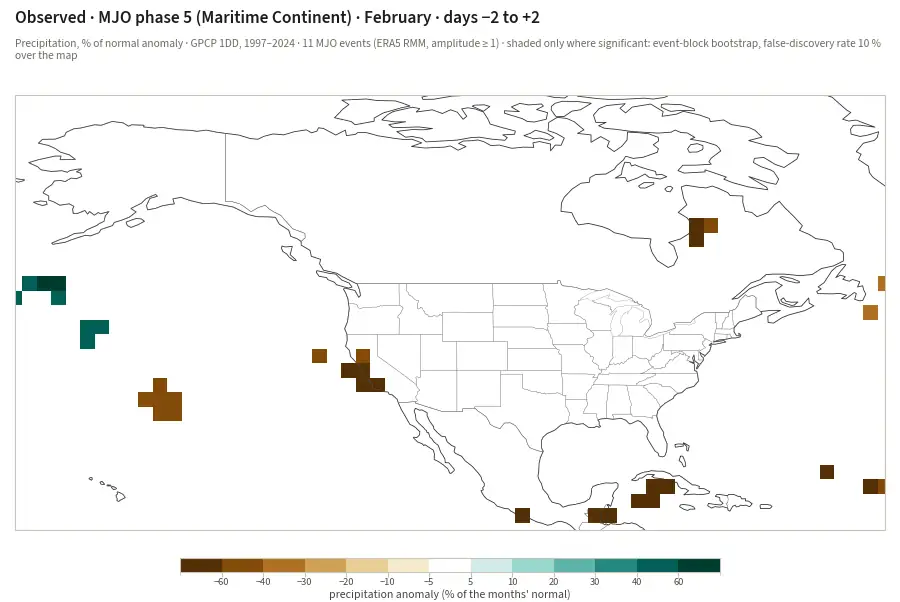 Observed · MJO phase 5 (Maritime Continent) · February · days −2 to +2
Precipitation, % of normal anomaly · GPCP 1DD, 1997–2024 · 11 MJO events (ERA5 RMM, amplitude ≥ 1) · shaded only where significant: event-block bootstrap, false-discovery rate 10 %
over the map
−60 −40 −30 −20 −10 −5 5 10 20 30 40 60
precipitation anomaly (% of the months' normal)